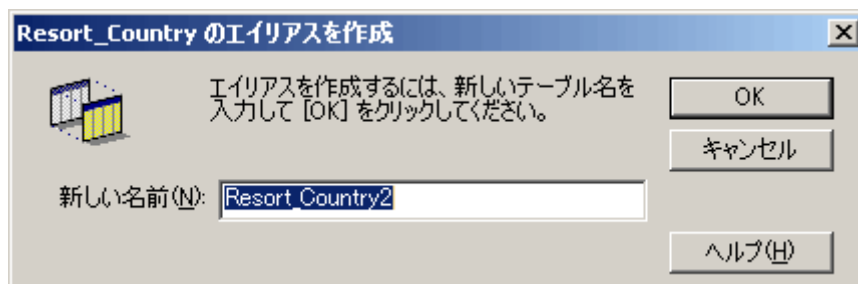 Resort_Country のエイリアスを作成
エイリアスを作成するには、新しいテーブル名を
入力して [OK] をクリックしてください。
OK
キャンセル
新しい名前(N):
Resort_Country2
ヘルプ(H)